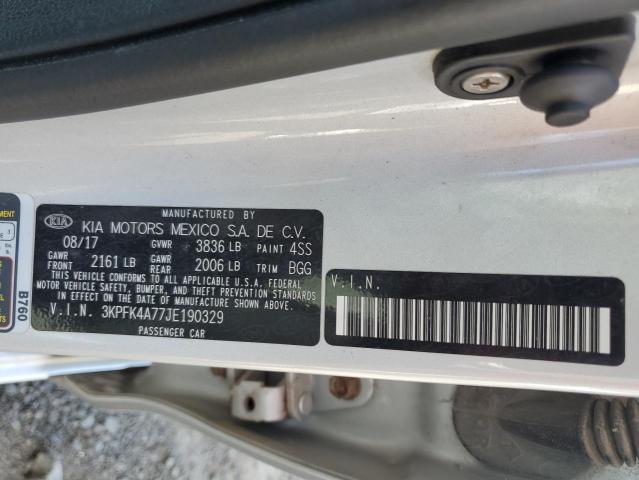 MANUFACTURED BY
KIA KIA MOTORS MEXICO S.A. DE C.V.
08/17 GVWR 3836 LB PAINT 4SS
GAWR FRONT 2161 LB GAWR REAR 2006 LB TRIM BGG
THIS VEHICLE CONFORMS TO ALL APPLICABLE U.S.A. FEDERAL
MOTOR VEHICLE SAFETY, BUMPER, AND THEFT PREVENTION STANDARDS
IN EFFECT ON THE DATE OF MANUFACTURE SHOWN ABOVE.
V.I.N. 3KPFK4A77JE190329
PASSENGER CAR
B760
V.I.N.